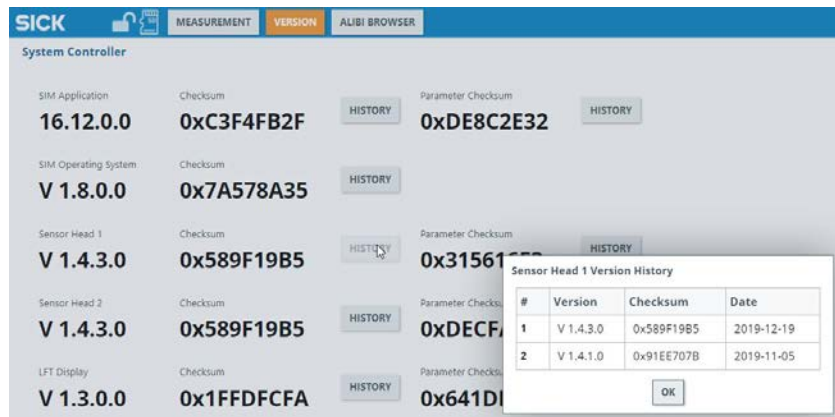 SICK MEASUREMENT VERSION ALIBI BROWSER
System Controller
SIM Application Checksum Parameter Checksum
16.12.0.0 0xC3F4FB2F HISTORY 0xDE8C2E32 HISTORY
SIM Operating System Checksum
V 1.8.0.0 0x7A578A35 HISTORY
Sensor Head 1 Checksum Parameter Checksum
V 1.4.3.0 0x589F19B5 HISTORY HISTORY
Sensor Head 2 Checksum Parameter
V 1.4.3.0 0x589F19B5 HISTORY
LFT Display Checksum Parameter
V 1.3.0.0 0x1FFDFCFA HISTORY
Sensor Head 1 Version History
# Version Checksum Date
1 V 1.4.3.0 0x589F19B5 2019-12-19
2 V 1.4.1.0 0x91EE707B 2019-11-05
OK